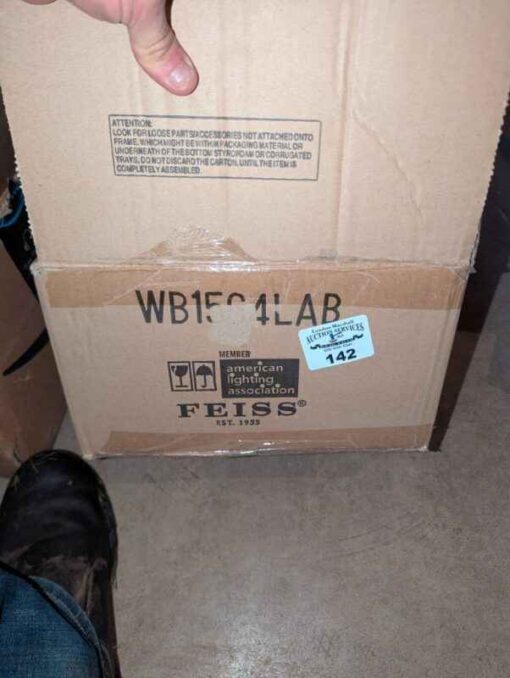 ATTENTION:
LOOK FOR LOOSE PARTS/ACCESSORIES NOT ATTACHED ONTO
FRAME, WHICH MIGHT BE WITHIN PACKAGING MATERIAL OR
UNDERNEATH OF THE BOTTOM STYROFOAM OR CORRUGATED
TRAYS, DO NOT DISCARD THE CARTON, UNTIL THE ITEM IS
COMPLETELY ASSEMBLED.
4LAB
AUCTION SERVICES
142
MEMBER
american
lighting
association
FEISS®
EST. 1955